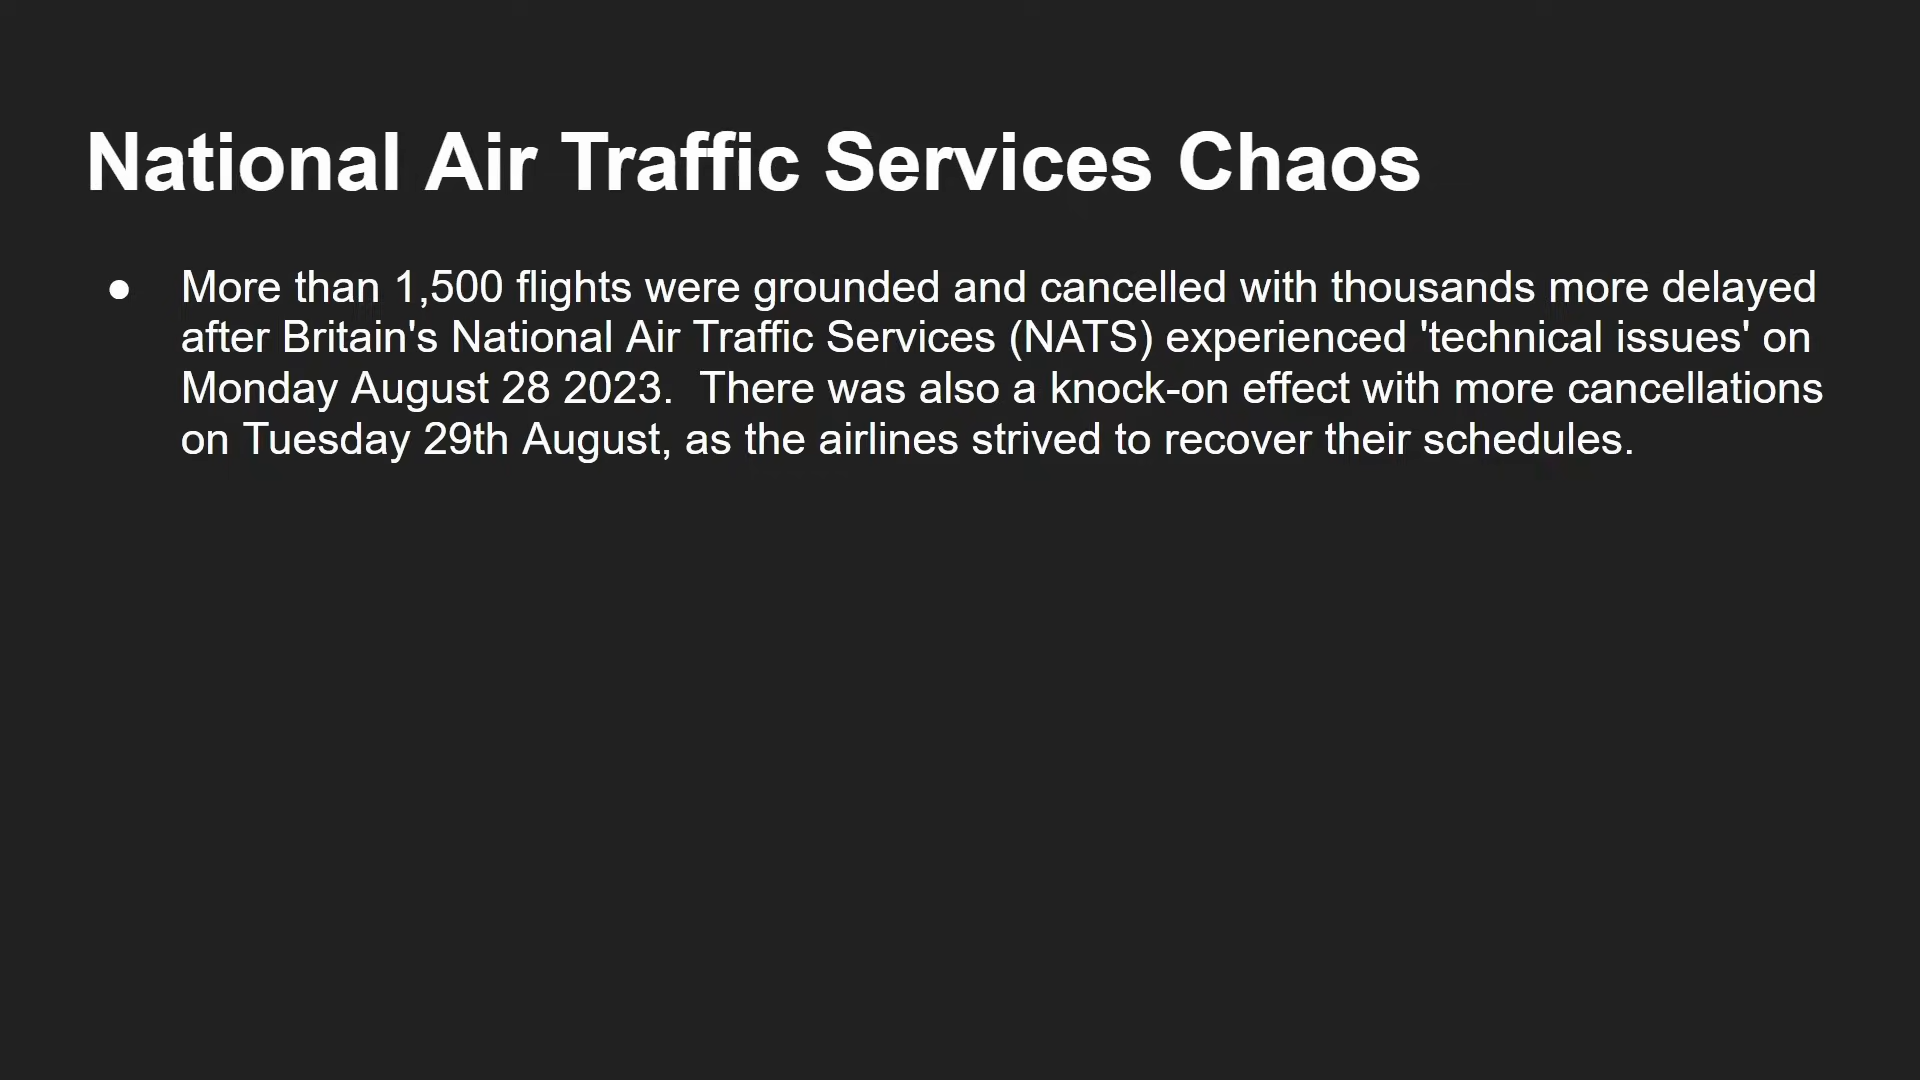 National Air Traffic Services Chaos
● More than 1,500 flights were grounded and cancelled with thousands more delayed
after Britain's National Air Traffic Services (NATS) experienced 'technical issues' on
Monday August 28 2023.  There was also a knock-on effect with more cancellations
on Tuesday 29th August, as the airlines strived to recover their schedules.